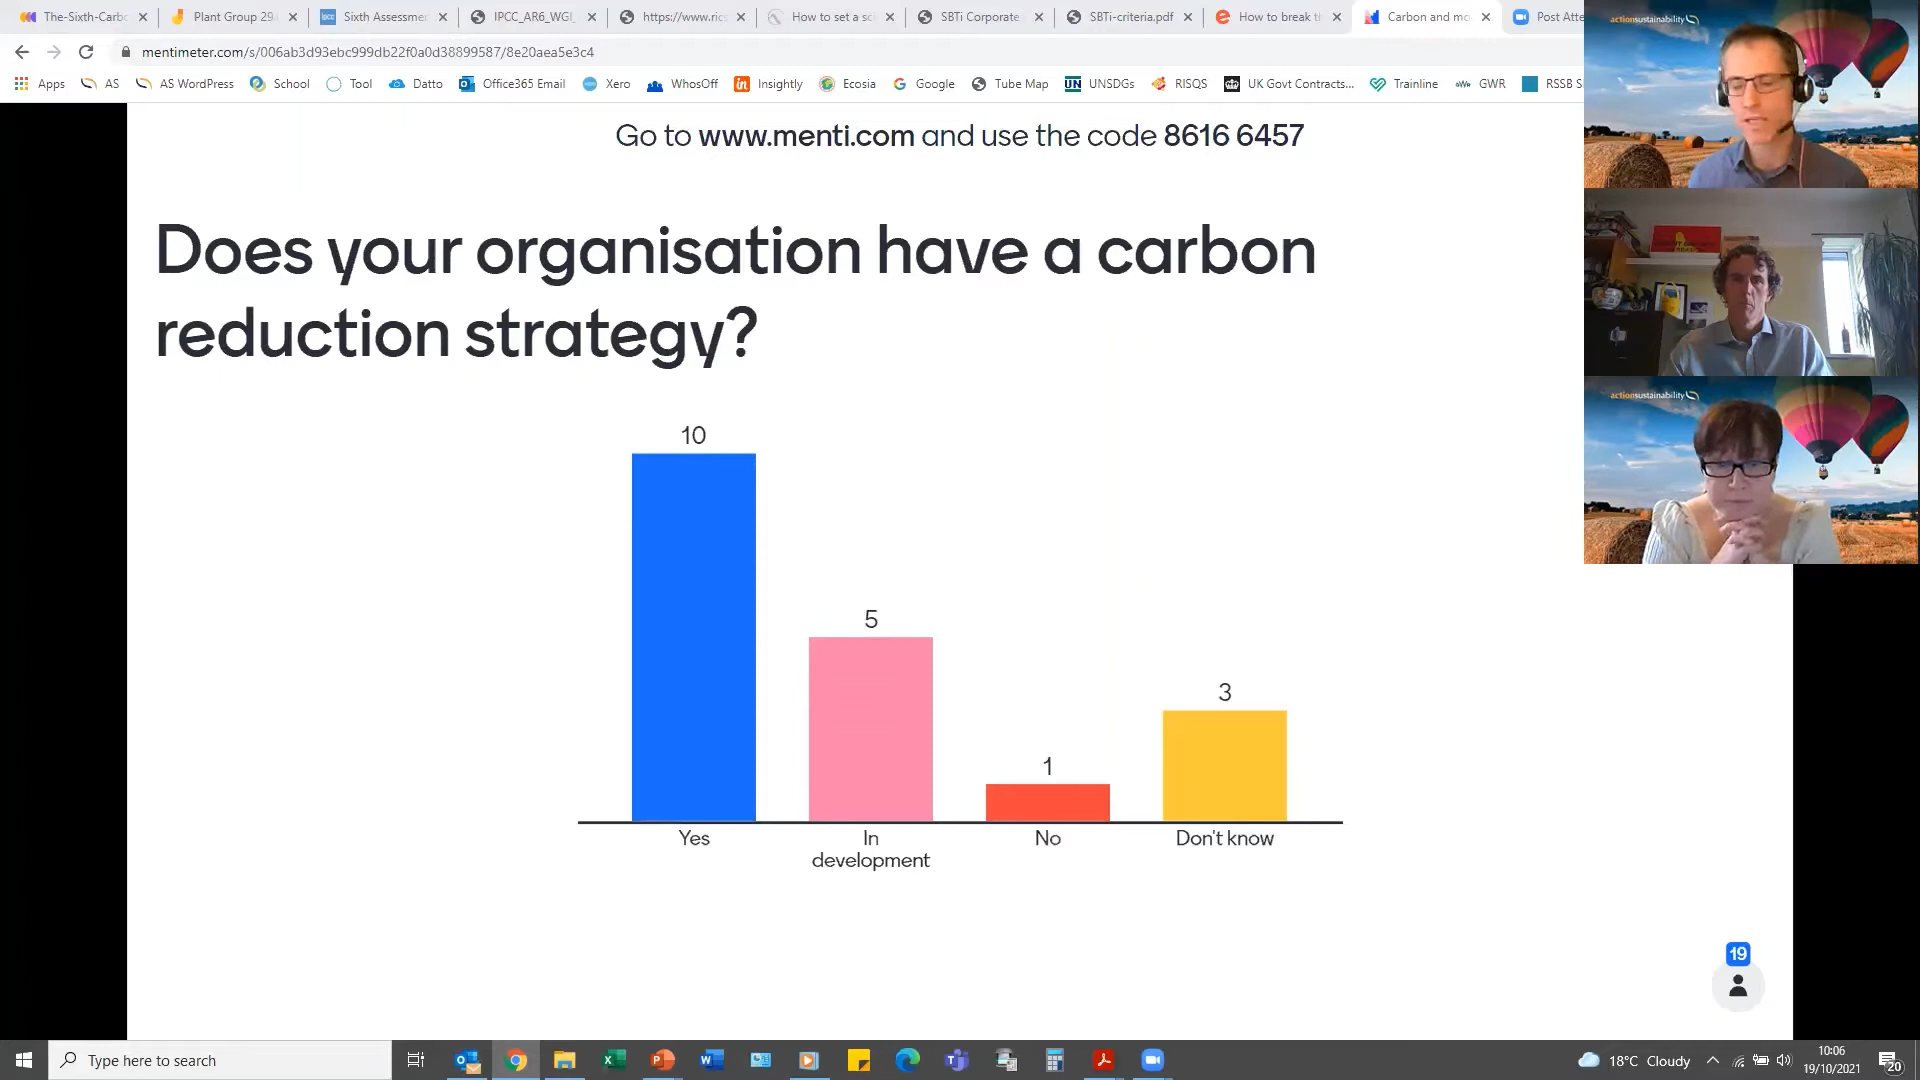 The-Sixth-Carbo
Plant Group 29.
Sixth Assessmen
IPCC_AR6_WGI_
https://www.rics
How to set a sci
SBTi Corporate
SBTi-criteria.pdf
How to break th
Carbon and mo
Post Atte
mentimeter.com/s/006ab3d93ebc999db22f0a0d38899587/8e20aea5e3c4
Apps
AS
AS WordPress
School
Tool
Datto
Office365 Email
Xero
WhosOff
Insightly
Ecosia
Google
Tube Map
UNSDGs
RISQS
UK Govt Contracts...
Trainline
GWR
RSSB S
Go to www.menti.com and use the code 8616 6457
Does your organisation have a carbon
reduction strategy?
10
5
1
3
Yes
In
development
No
Don't know
19
actionsustainability
actionsustainability
Type here to search
18°C Cloudy
10:06
19/10/2021
20